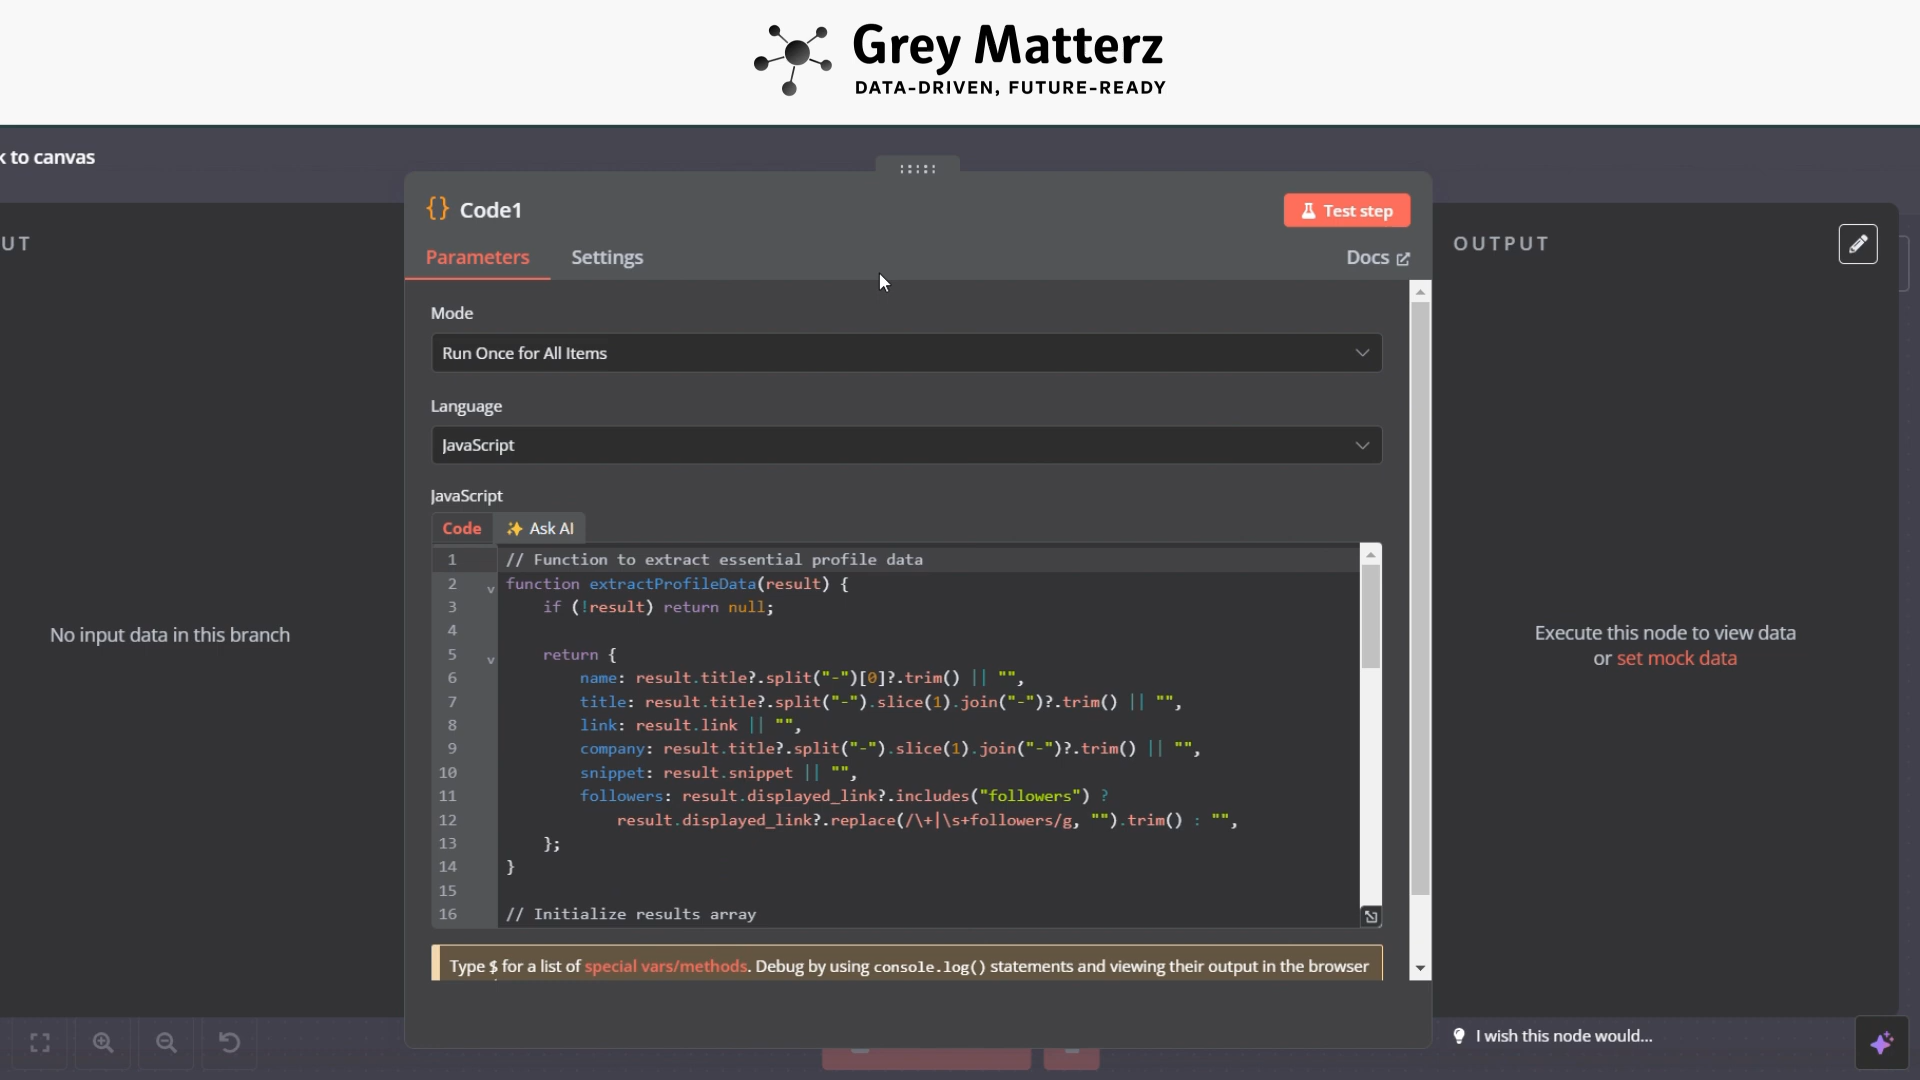 Grey Matterz
DATA-DRIVEN, FUTURE-READY
k to canvas
UT
No input data in this branch
{} Code1
Test step
Parameters
Settings
Docs
Mode
Run Once for All Items
Language
JavaScript
JavaScript
Code
Ask AI
1 // Function to extract essential profile data
2 function extractProfileData(result) {
3     if (!result) return null;
4
5     return {
6         name: result.title?.split("-")[0]?.trim() || "",
7         title: result.title?.split("-").slice(1).join("-")?.trim() || "",
8         link: result.link || "",
9         company: result.title?.split("-").slice(1).join("-")?.trim() || "",
10         snippet: result.snippet || "",
11         followers: result.displayed_link?.includes("followers") ?
12             result.displayed_link?.replace(/\+|\s+followers/g, "").trim() : "",
13     };
14 }
15
16 // Initialize results array
Type $ for a list of special vars/methods. Debug by using console.log() statements and viewing their output in the browser
OUTPUT
Execute this node to view data
or set mock data
I wish this node would...